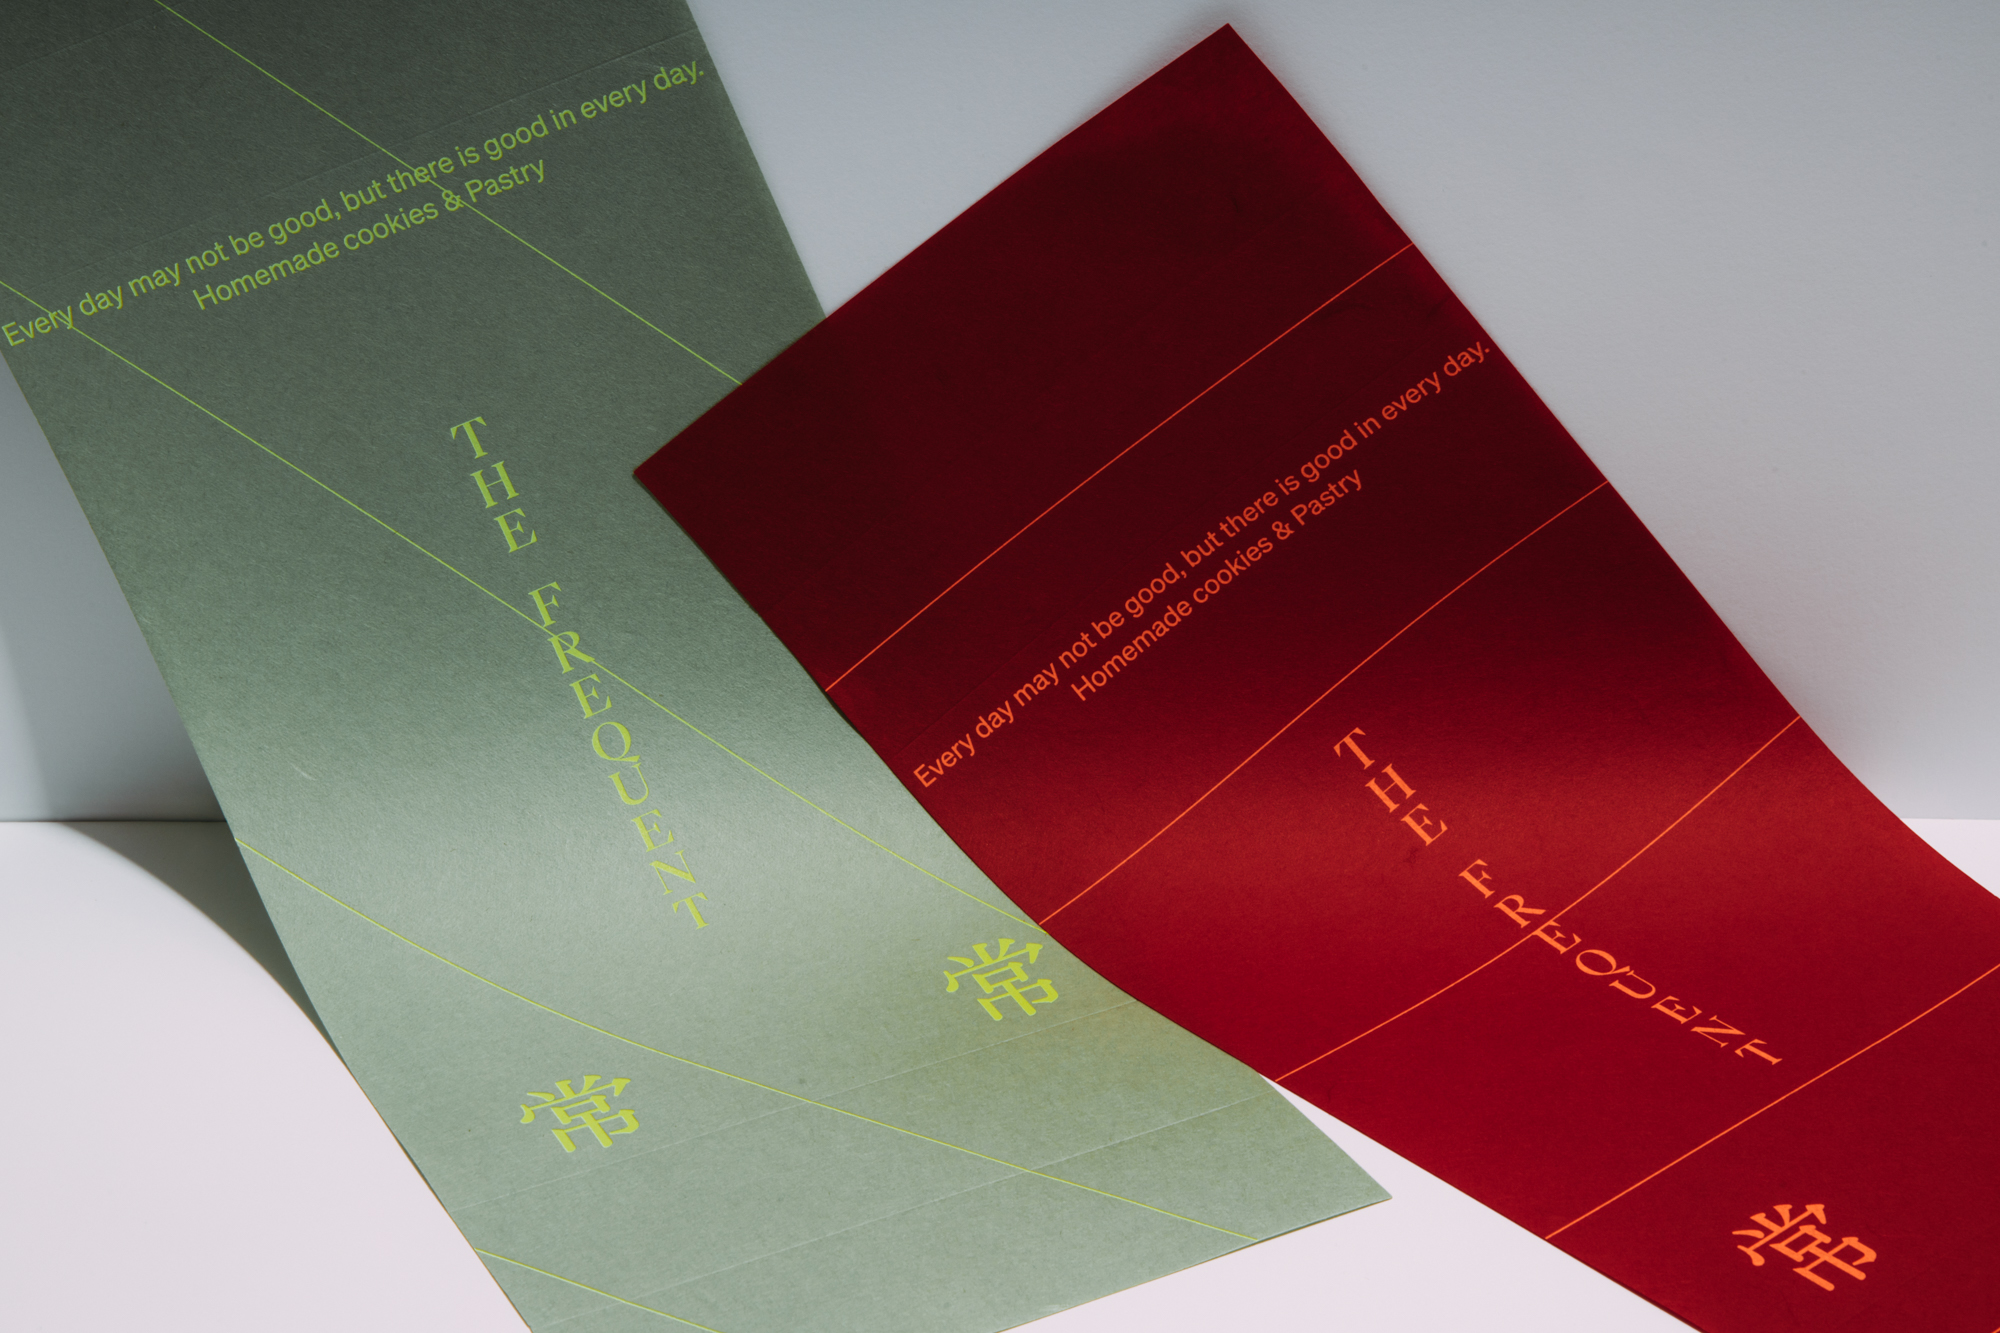 Every day may not be good, but there is good in every day.
Homemade cookies & Pastry
THE FREQUENT
常
常
Every day may not be good, but there is good in every day.
Homemade cookies & Pastry
THE FREQUENT
常